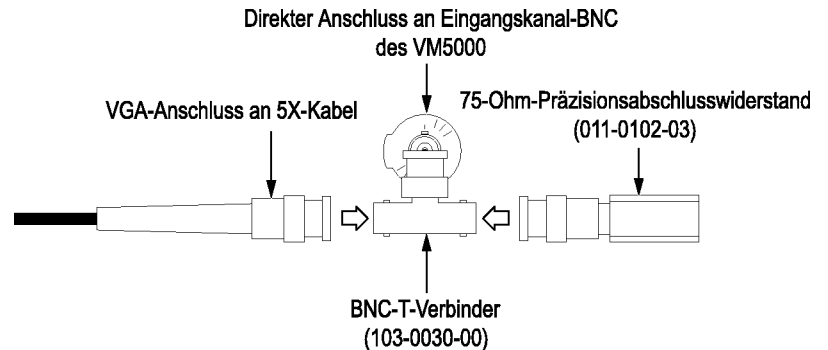 Direkter Anschluss an Eingangskanal-BNC
des VM5000
VGA-Anschluss an 5X-Kabel
75-Ohm-Präzisionsabschlusswiderstand
(011-0102-03)
BNC-T-Verbinder
(103-0030-00)